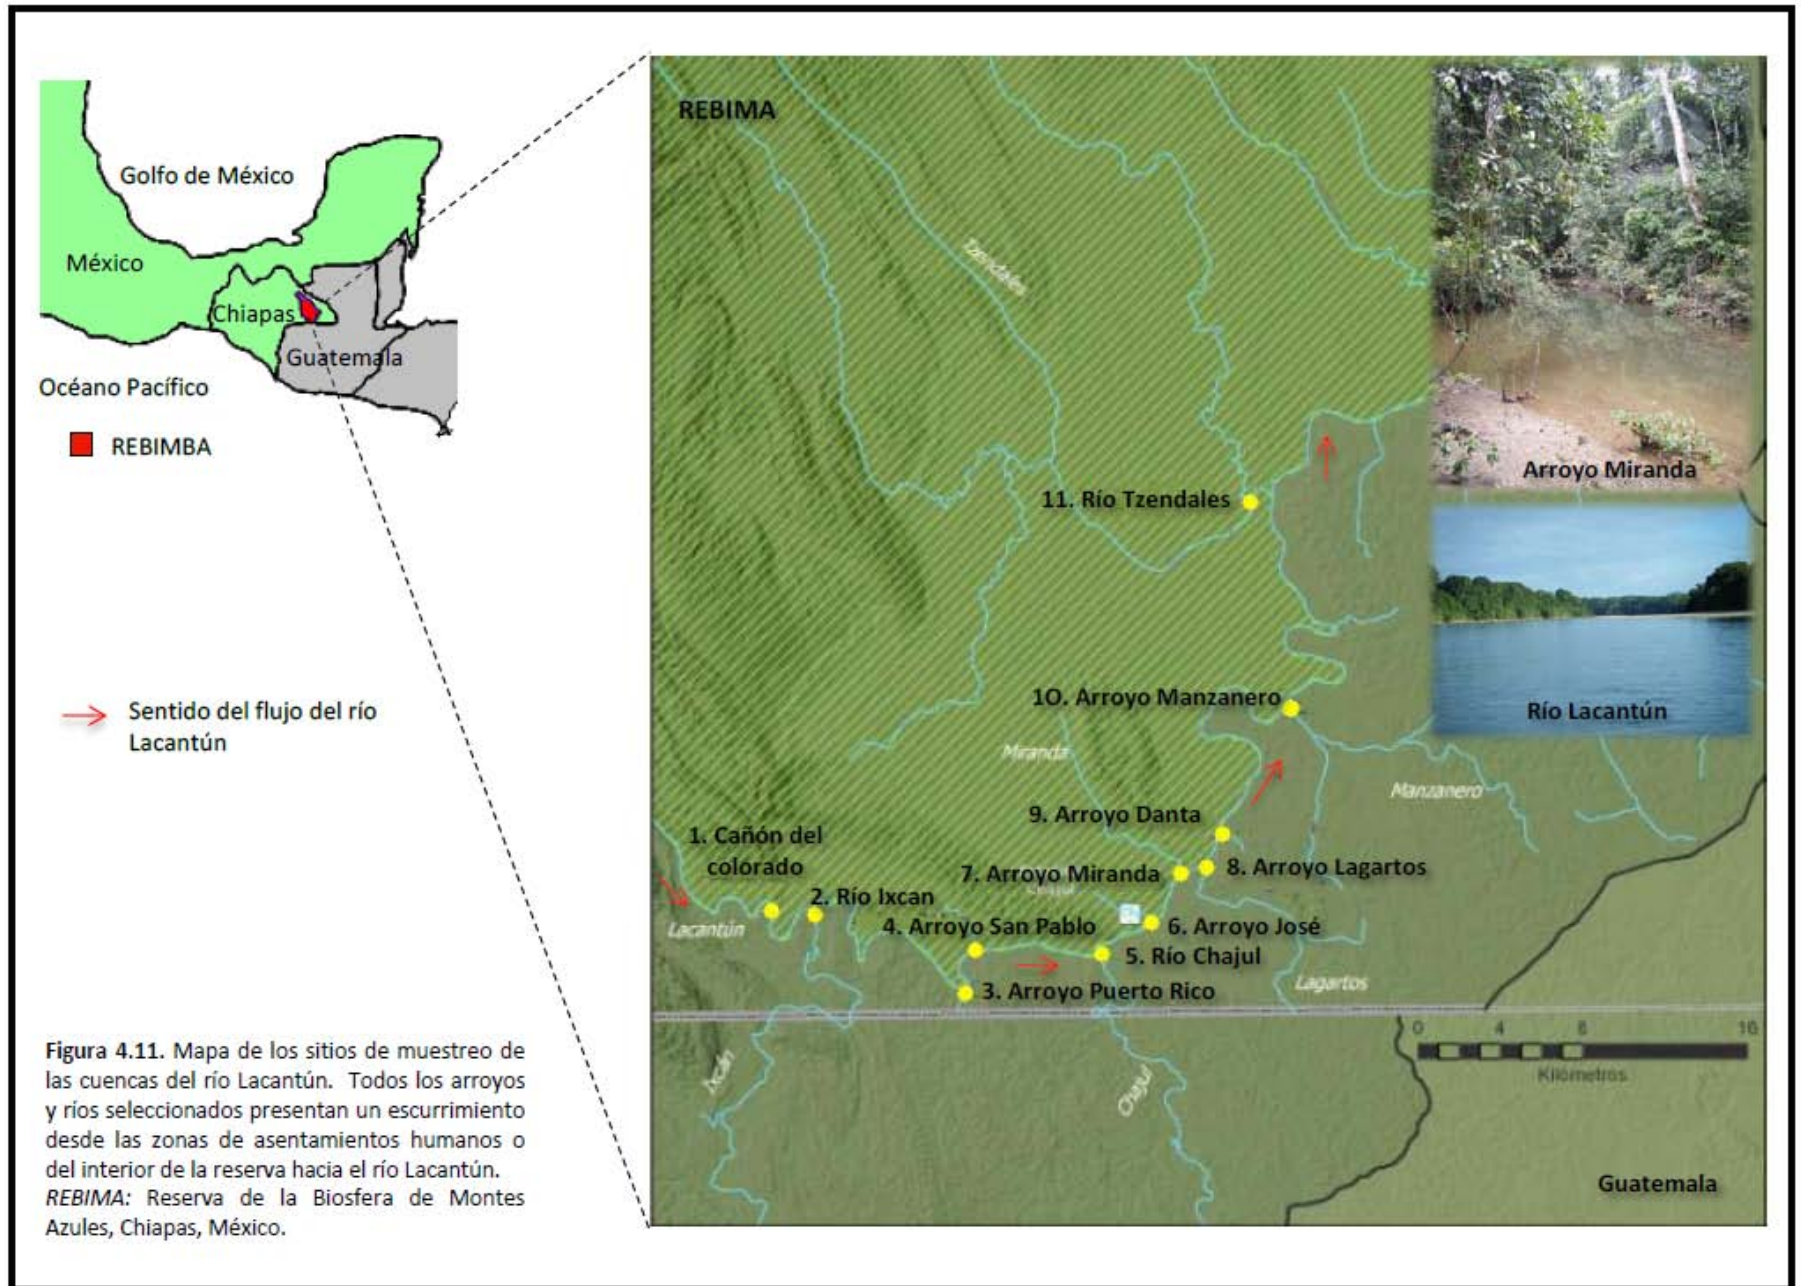 Golfo de México
México
Chiapas
Guatemala
Océano Pacífico
REBIMBA
Sentido del flujo del río
Lacantún
Figura 4.11. Mapa de los sitios de muestreo de
las cuencas del río Lacantún. Todos los arroyos
y ríos seleccionados presentan un escurrimiento
desde las zonas de asentamientos humanos o
del interior de la reserva hacia el río Lacantún.
REBIMA: Reserva de la Biosfera de Montes
Azules, Chiapas, México.
REBIMA
Tzendales
11. Río Tzendales
10. Arroyo Manzanero
Miranda
Manzanero
9. Arroyo Danta
1. Cañón del
colorado
7. Arroyo Miranda
8. Arroyo Lagartos
2. Río Ixcan
Lacantún
4. Arroyo San Pablo
6. Arroyo José
5. Río Chajul
Lagartos
3. Arroyo Puerto Rico
Ixcán
Chajul
Arroyo Miranda
Río Lacantún
0 4 8 16
Kilómetros
Guatemala